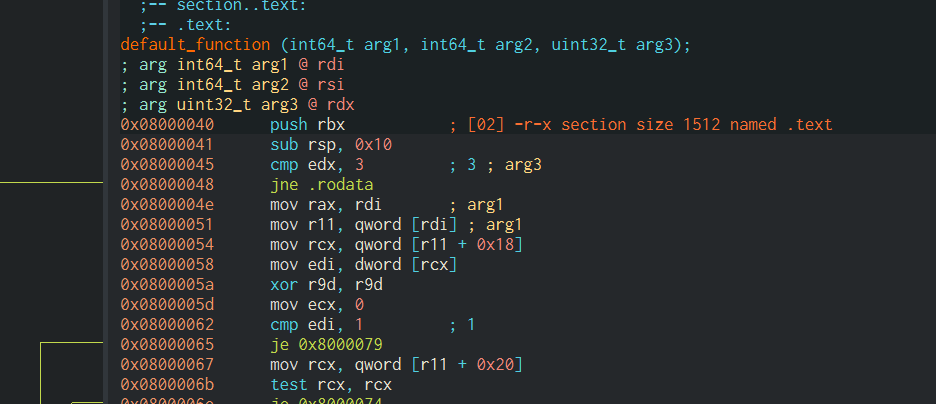 ;-- section..text:
;-- .text:
default_function (int64_t arg1, int64_t arg2, uint32_t arg3);
; arg int64_t arg1 @ rdi
; arg int64_t arg2 @ rsi
; arg uint32_t arg3 @ rdx
0x08000040 push rbx ; [02] -r-x section size 1512 named .text
0x08000041 sub rsp, 0x10
0x08000045 cmp edx, 3 ; 3 ; arg3
0x08000048 jne .rodata
0x0800004e mov rax, rdi ; arg1
0x08000051 mov r11, qword [rdi] ; arg1
0x08000054 mov rcx, qword [r11 + 0x18]
0x08000058 mov edi, dword [rcx]
0x0800005a xor r9d, r9d
0x0800005d mov ecx, 0
0x08000062 cmp edi, 1 ; 1
0x08000065 je 0x8000079
0x08000067 mov rcx, qword [r11 + 0x20]
0x0800006b test rcx, rcx
0x0800006e je 0x8000074